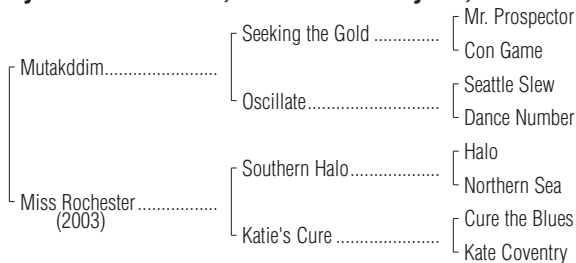 Mr. Prospector
Seeking the Gold
Con Game
Mutakddim
Seattle Slew
Oscillate
Dance Number
Halo
Southern Halo
Northern Sea
Miss Rochester
(2003)
Cure the Blues
Katie's Cure
Kate Coventry